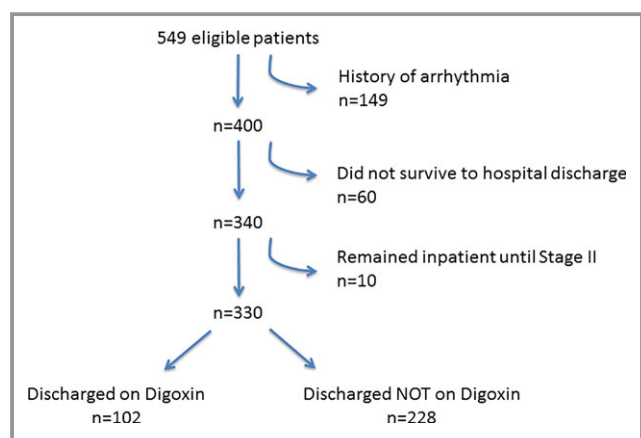 549 eligible patients
History of arrhythmia
n=149
n=400
Did not survive to hospital discharge
n=60
n=340
Remained inpatient until Stage II
n=10
n=330
Discharged on Digoxin
n=102
Discharged NOT on Digoxin
n=228